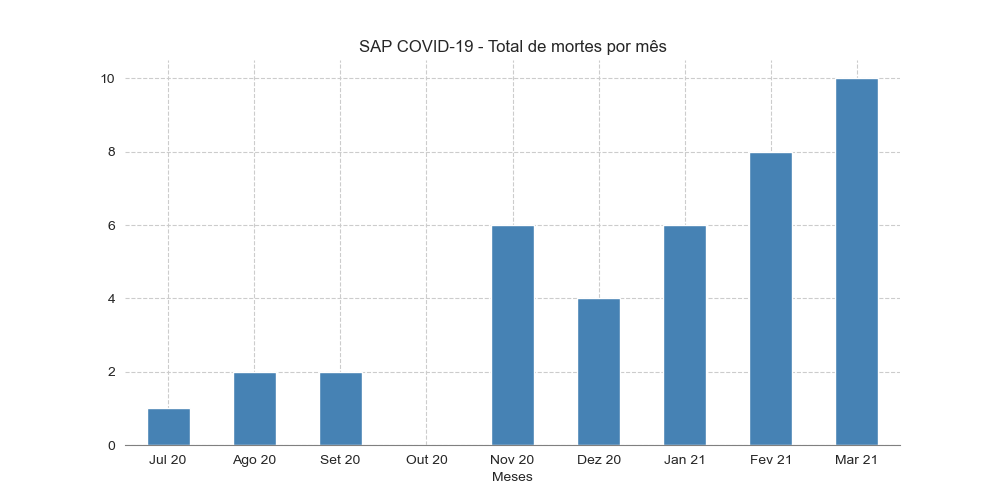 SAP COVID-19 - Total de mortes por mês
10
8
6
4
2
0
Jul 20 Ago 20 Set 20 Out 20 Nov 20 Dez 20 Jan 21 Fev 21 Mar 21
Meses